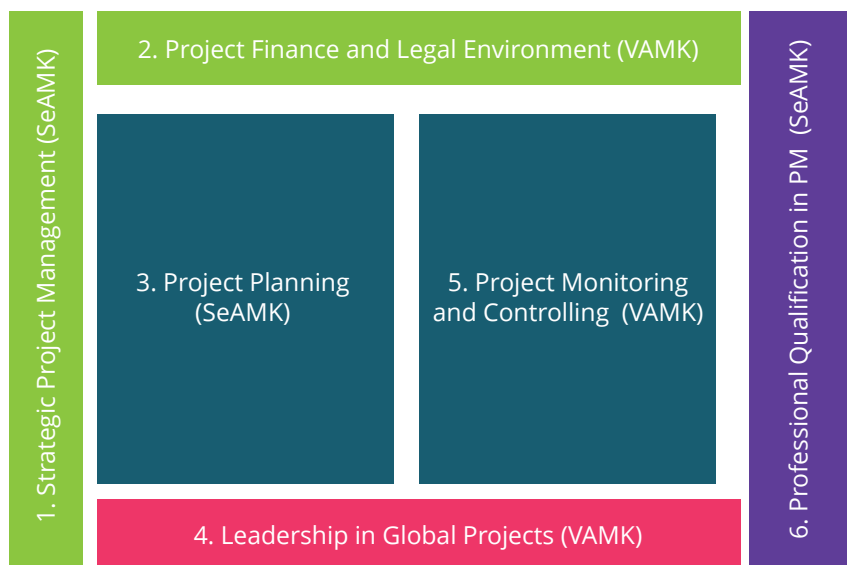 1. Strategic Project Management (SeAMK)
2. Project Finance and Legal Environment (VAMK)
3. Project Planning
(SeAMK)
4. Leadership in Global Projects (VAMK)
5. Project Monitoring
and Controlling  (VAMK)
6. Professional Qualification in PM  (SeAMK)